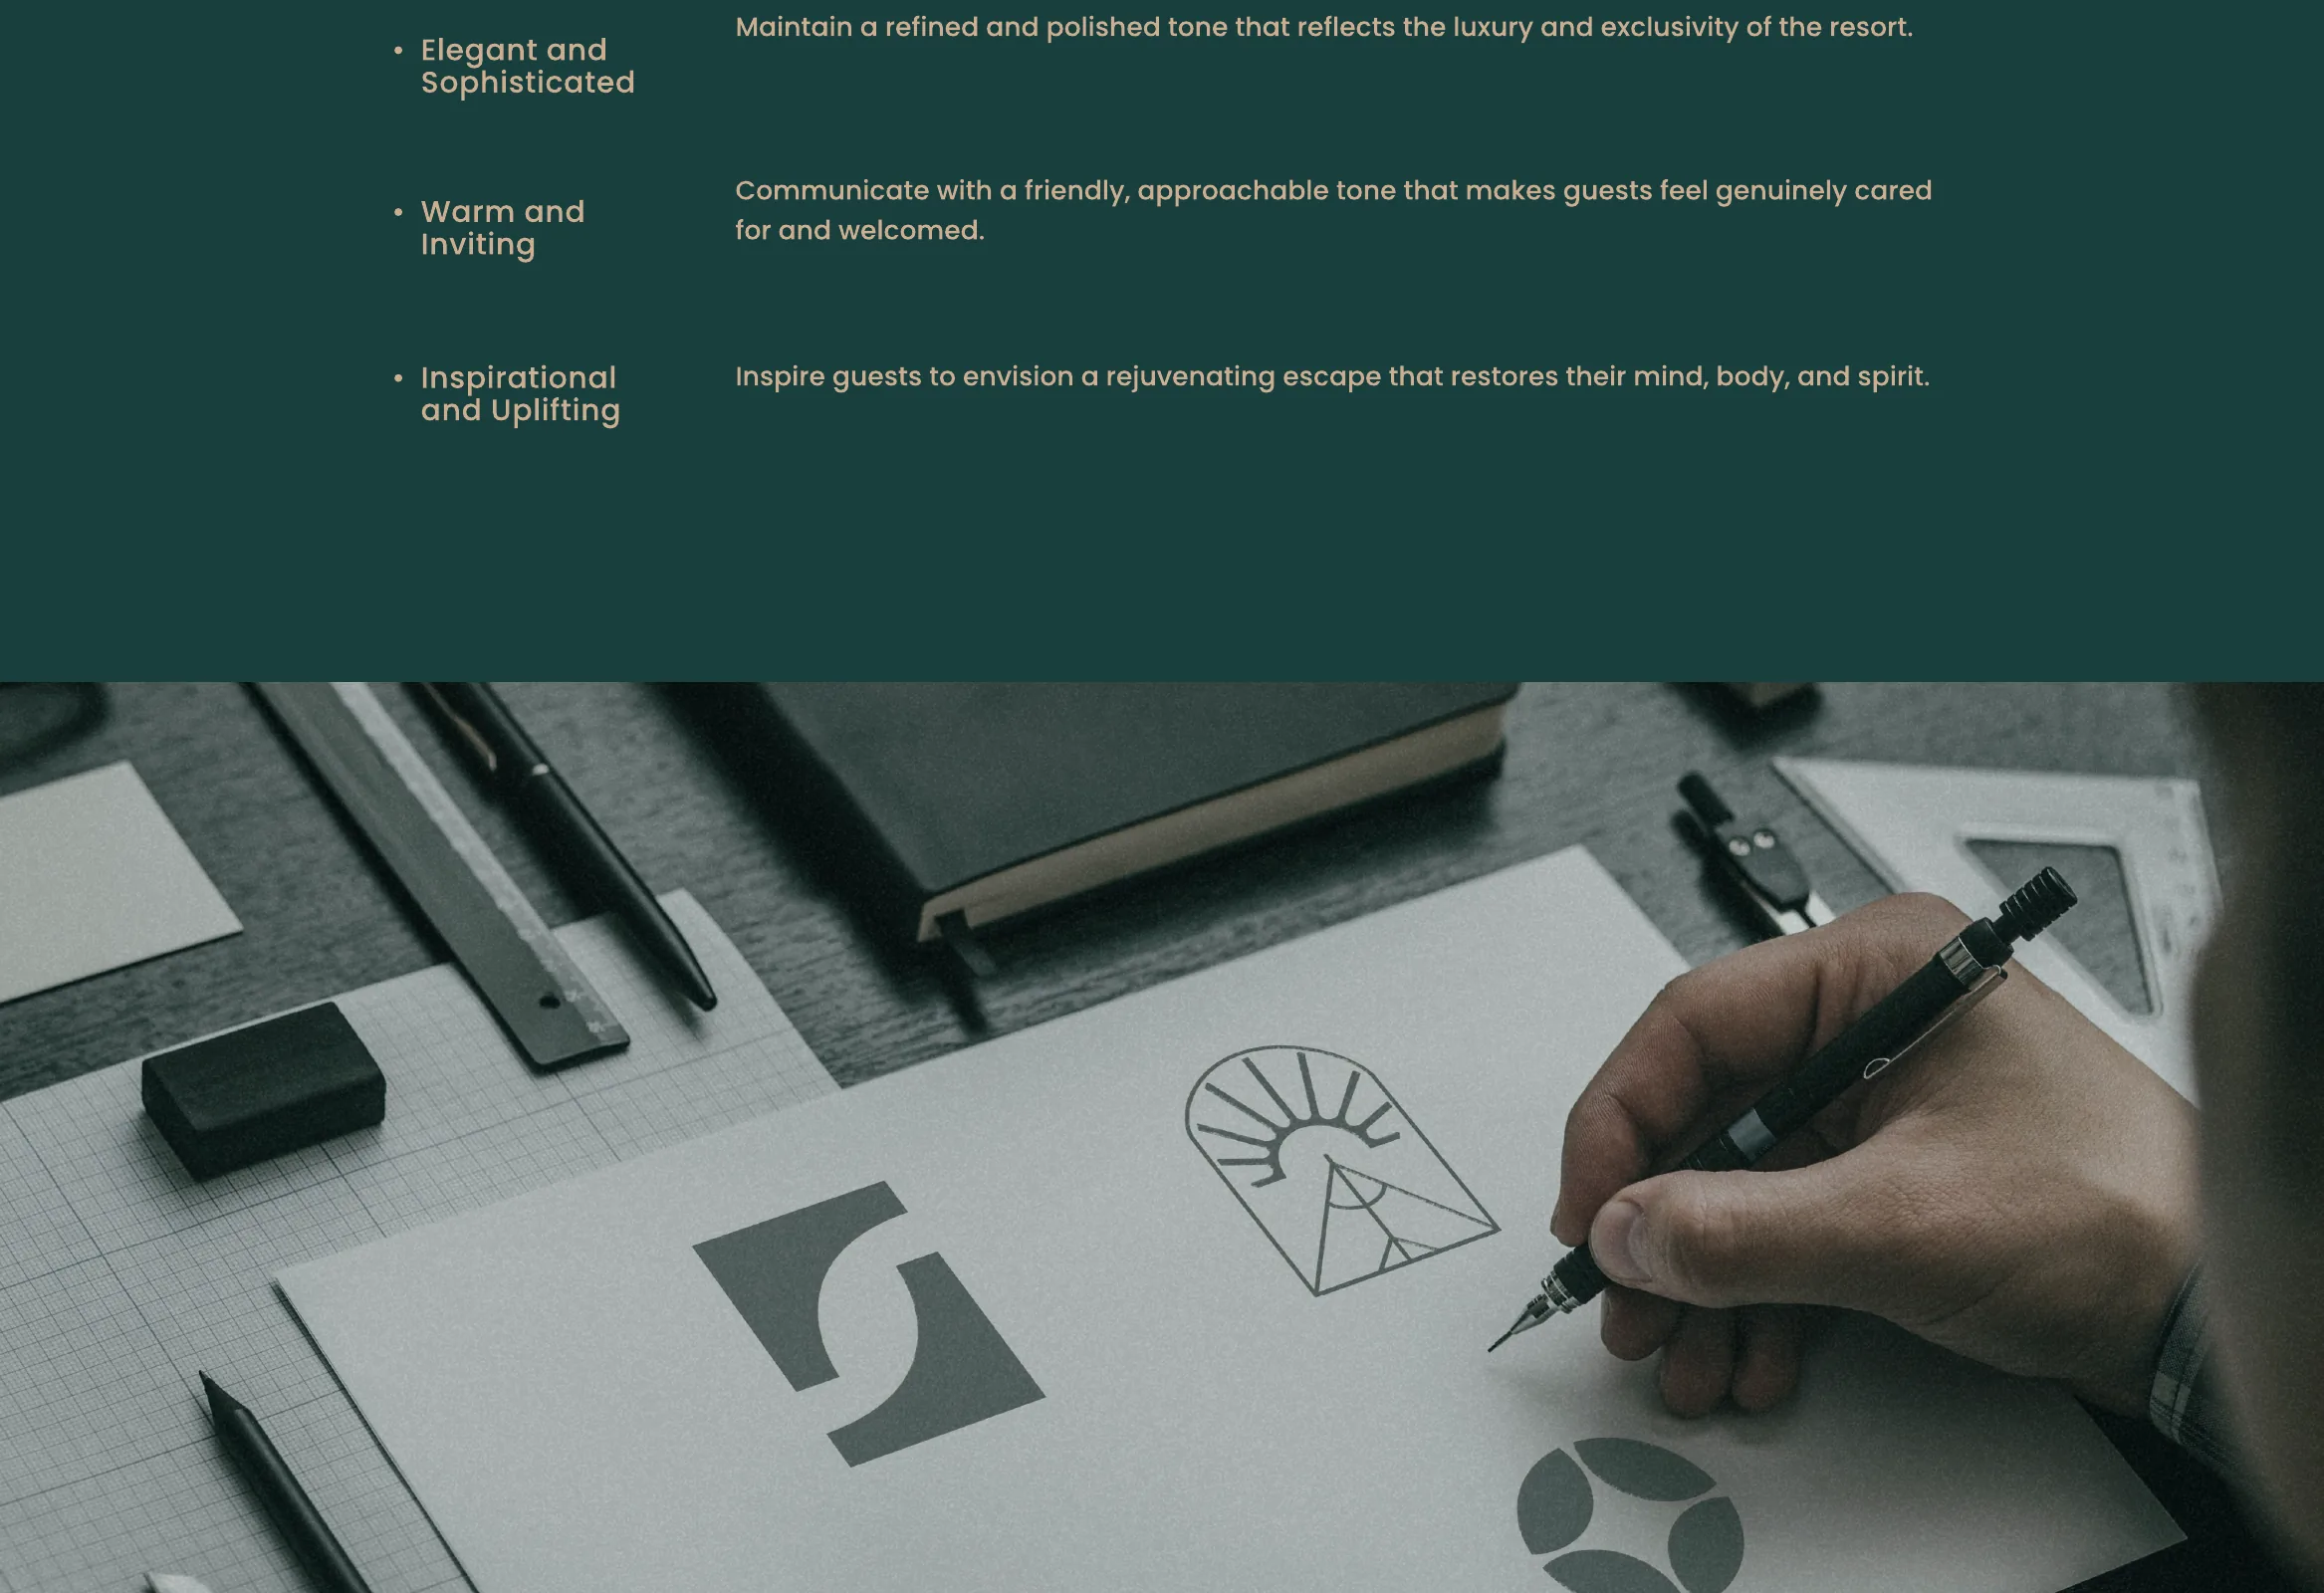 • Elegant and
Sophisticated
Maintain a refined and polished tone that reflects the luxury and exclusivity of the resort.
• Warm and
Inviting
Communicate with a friendly, approachable tone that makes guests feel genuinely cared
for and welcomed.
• Inspirational
and Uplifting
Inspire guests to envision a rejuvenating escape that restores their mind, body, and spirit.